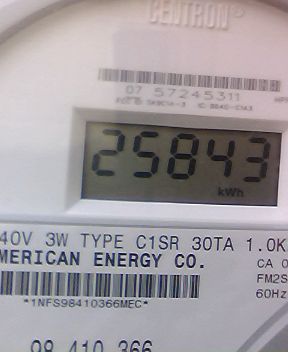 CENTRON®
07 57245311
25843
kWh
40V 3W TYPE C1SR 30TA 1.0K
MERICAN ENERGY CO. CA 0
FM2S
*1NFS98410366MEC* 60Hz
98 410 366